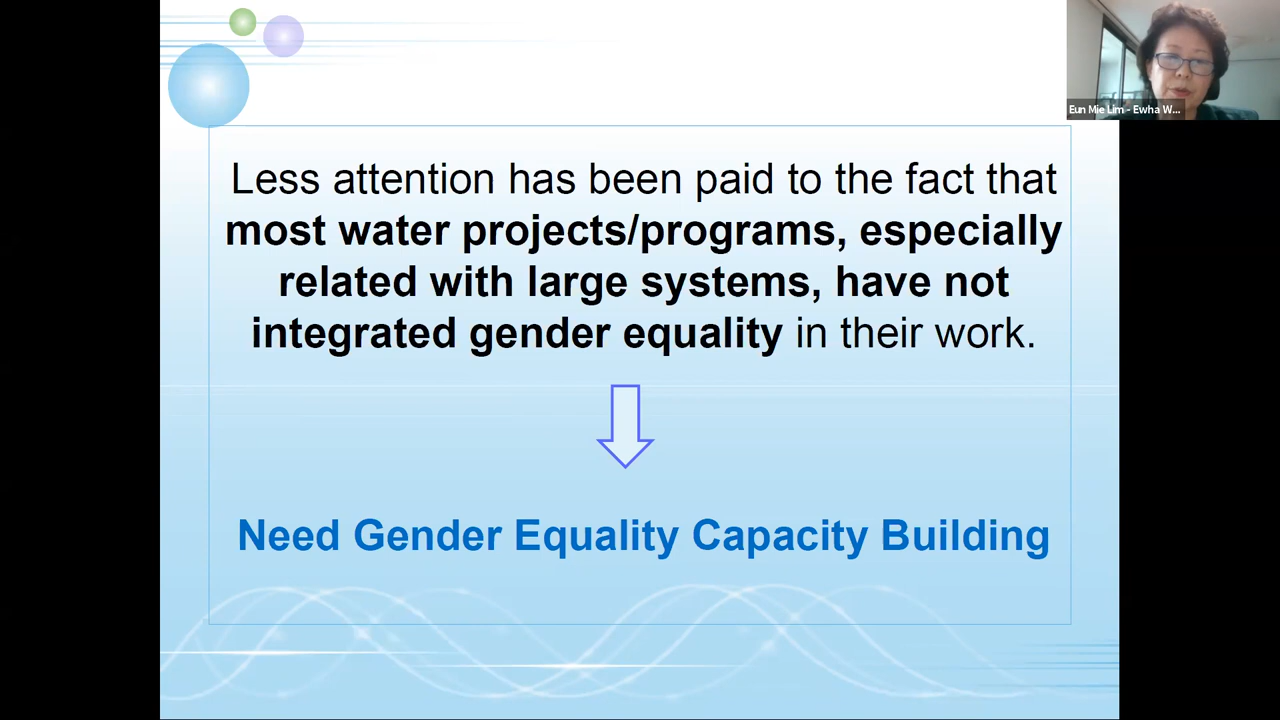 Eun Mie Lim - Ewha W...
Less attention has been paid to the fact that
most water projects/programs, especially
related with large systems, have not
integrated gender equality in their work.
Need Gender Equality Capacity Building